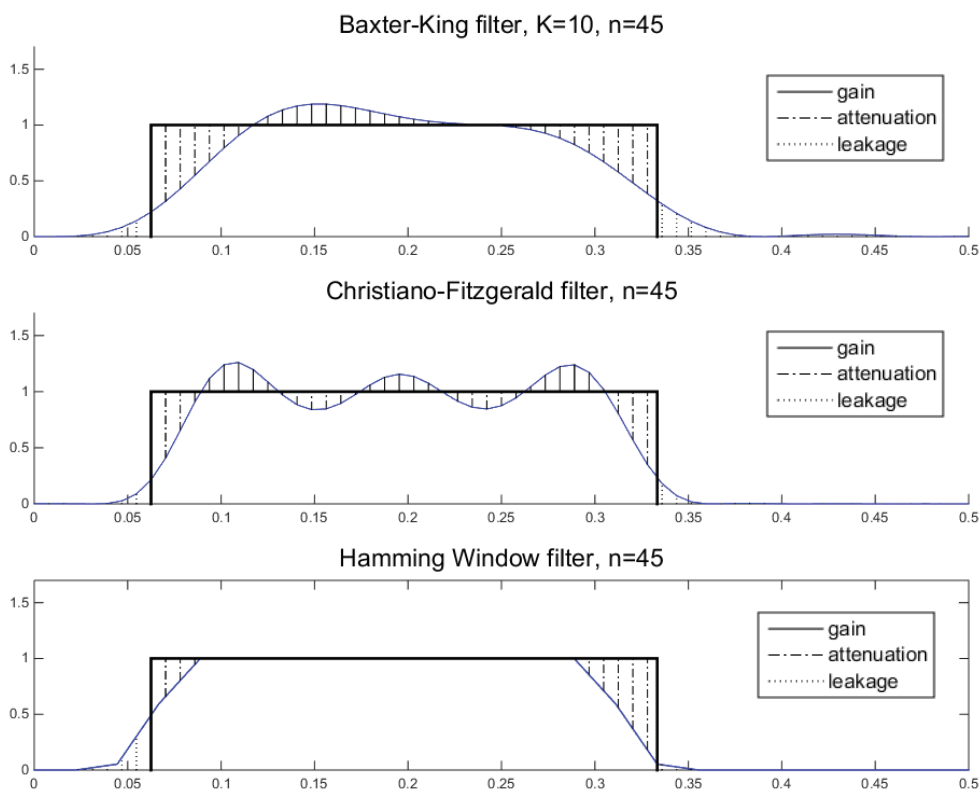 Baxter-King filter, K=10, n=45
1.5
1
0.5
0
gain
attenuation
leakage
0 0.05 0.1 0.15 0.2 0.25 0.3 0.35 0.4 0.45 0.5
Christiano-Fitzgerald filter, n=45
1.5
1
0.5
0
gain
attenuation
leakage
0 0.05 0.1 0.15 0.2 0.25 0.3 0.35 0.4 0.45 0.5
Hamming Window filter, n=45
1.5
1
0.5
0
gain
attenuation
leakage
0 0.05 0.1 0.15 0.2 0.25 0.3 0.35 0.4 0.45 0.5